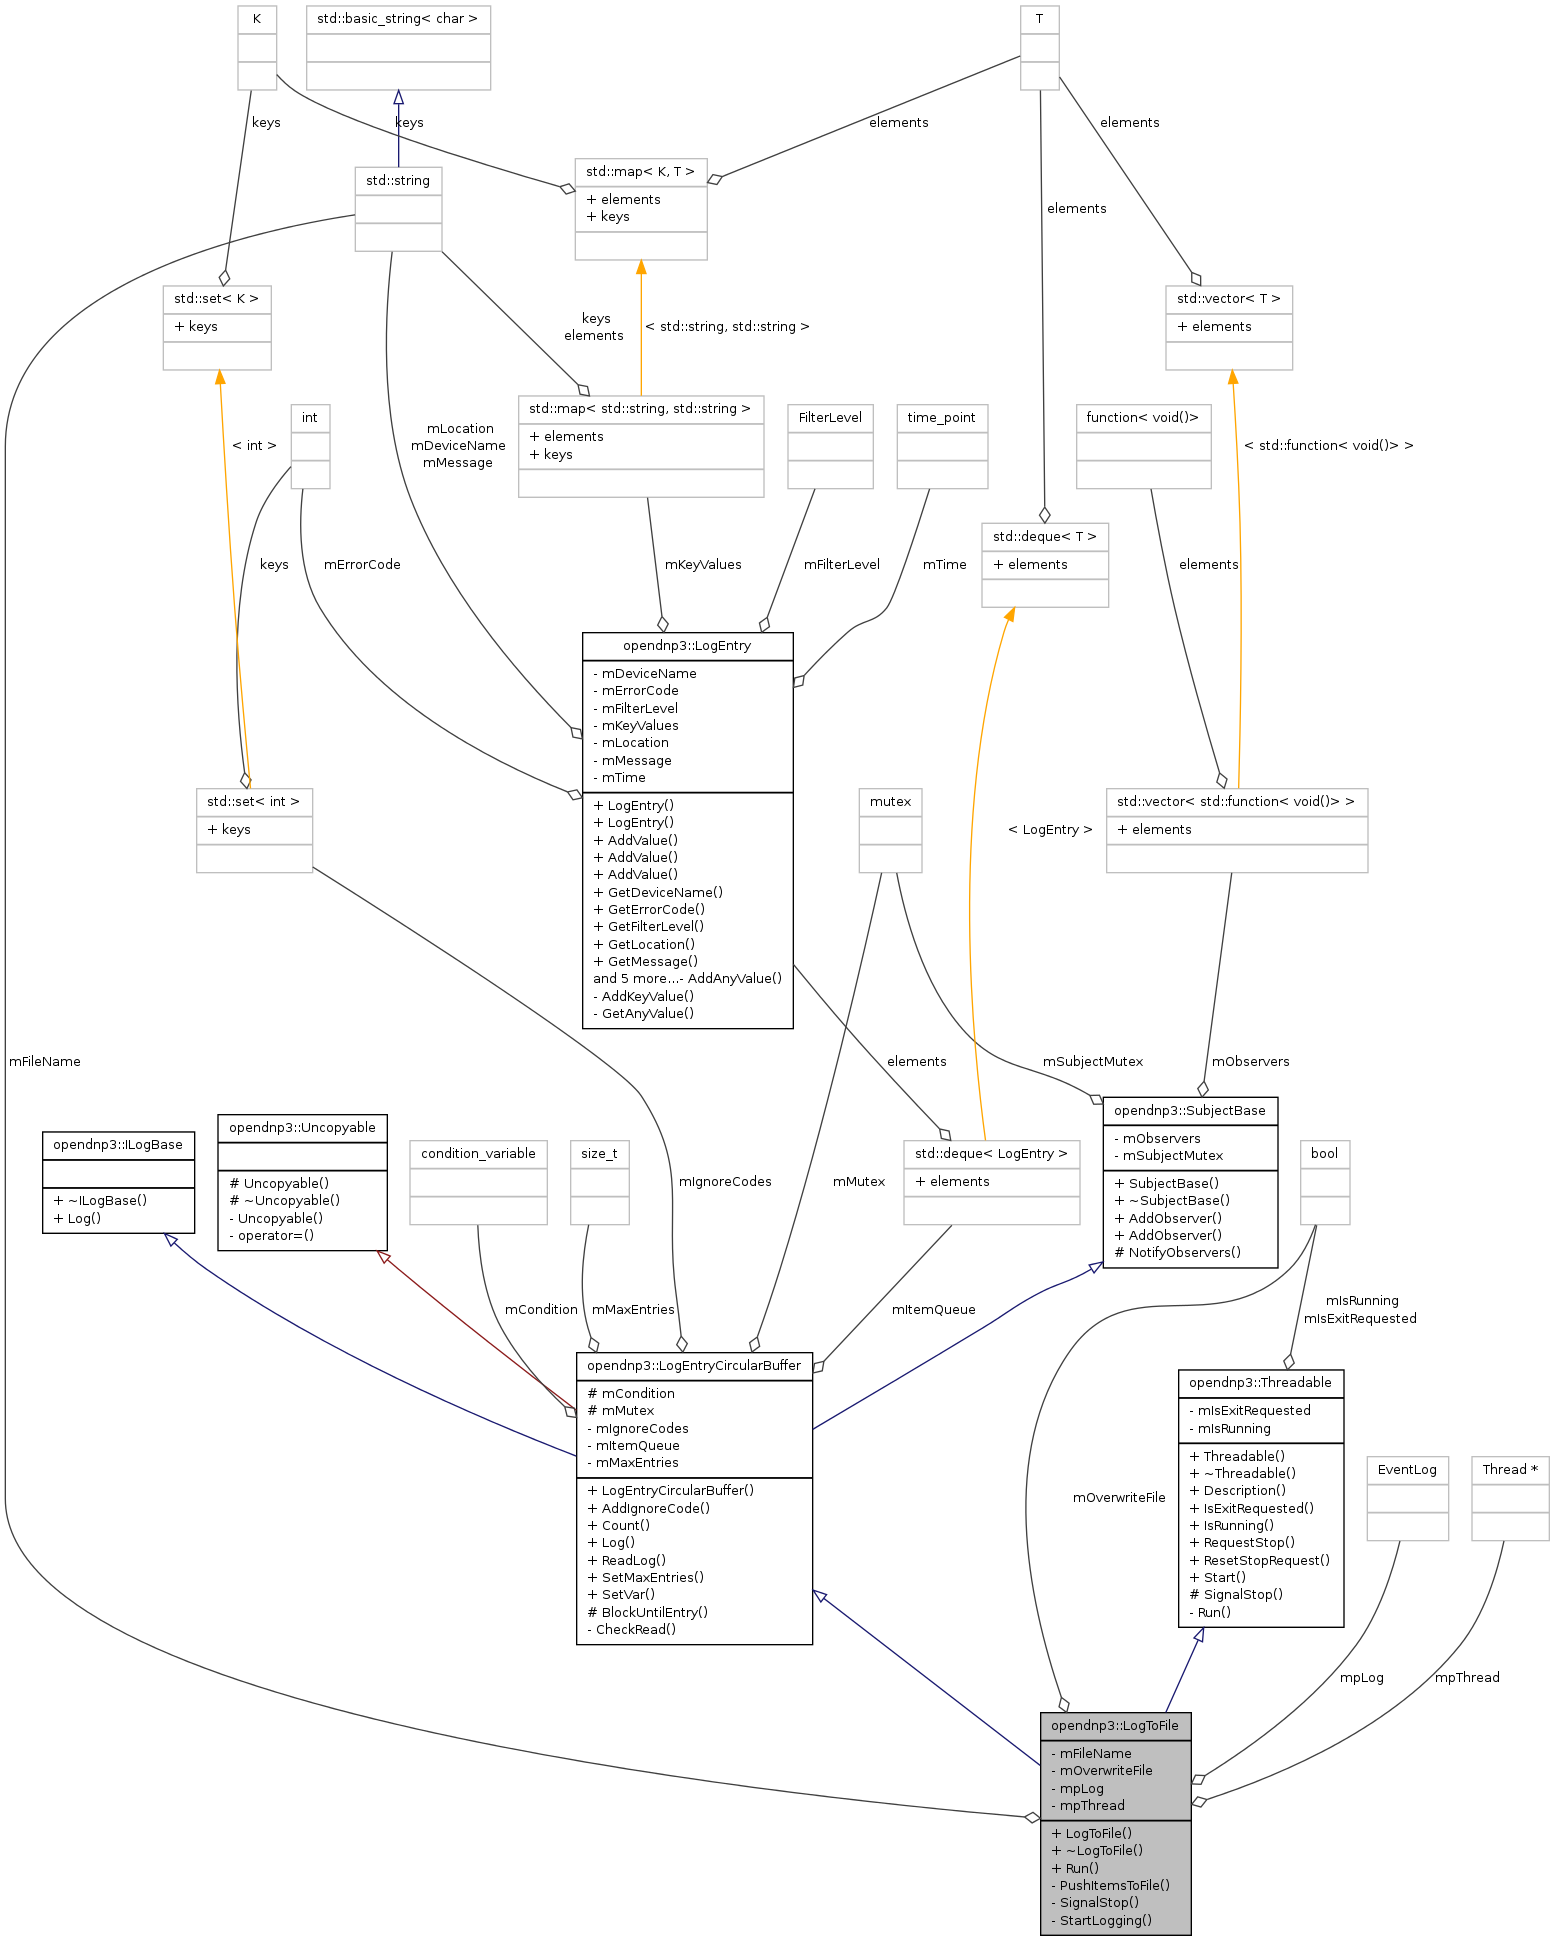 K
std::basic_string< char >
T
keys
keys
elements
elements
std::map< K, T >
+ elements
+ keys
std::string
elements
std::set< K >
+ keys
std::vector< T >
+ elements
keys
elements
< std::string, std::string >
int
std::map< std::string, std::string >
+ elements
+ keys
FilterLevel
time_point
function< void()>
< int >
mLocation
mDeviceName
mMessage
< std::function< void()> >
std::deque< T >
+ elements
keys
mErrorCode
mKeyValues
mFilterLevel
mTime
elements
opendnp3::LogEntry
- mDeviceName
- mErrorCode
- mFilterLevel
- mKeyValues
- mLocation
- mMessage
- mTime
+ LogEntry()
+ LogEntry()
+ AddValue()
+ AddValue()
+ AddValue()
+ GetDeviceName()
+ GetErrorCode()
+ GetFilterLevel()
+ GetLocation()
+ GetMessage()
and 5 more...- AddAnyValue()
- AddKeyValue()
- GetAnyValue()
std::set< int >
+ keys
mutex
< LogEntry >
std::vector< std::function< void()> >
+ elements
mFileName
elements
mSubjectMutex
mObservers
opendnp3::ILogBase
+ ~ILogBase()
+ Log()
opendnp3::Uncopyable
# Uncopyable()
# ~Uncopyable()
- Uncopyable()
- operator=()
condition_variable
size_t
mIgnoreCodes
mMutex
std::deque< LogEntry >
+ elements
opendnp3::SubjectBase
- mObservers
- mSubjectMutex
+ SubjectBase()
+ ~SubjectBase()
+ AddObserver()
+ AddObserver()
# NotifyObservers()
bool
mCondition
mMaxEntries
mItemQueue
mIsRunning
mIsExitRequested
opendnp3::LogEntryCircularBuffer
# mCondition
# mMutex
- mIgnoreCodes
- mItemQueue
- mMaxEntries
+ LogEntryCircularBuffer()
+ AddIgnoreCode()
+ Count()
+ Log()
+ ReadLog()
+ SetMaxEntries()
+ SetVar()
# BlockUntilEntry()
- CheckRead()
mOverwriteFile
opendnp3::Threadable
- mIsExitRequested
- mIsRunning
+ Threadable()
+ ~Threadable()
+ Description()
+ IsExitRequested()
+ IsRunning()
+ RequestStop()
+ ResetStopRequest()
+ Start()
# SignalStop()
- Run()
EventLog
Thread *
mpLog
mpThread
opendnp3::LogToFile
- mFileName
- mOverwriteFile
- mpLog
- mpThread
+ LogToFile()
+ ~LogToFile()
+ Run()
- PushItemsToFile()
- SignalStop()
- StartLogging()